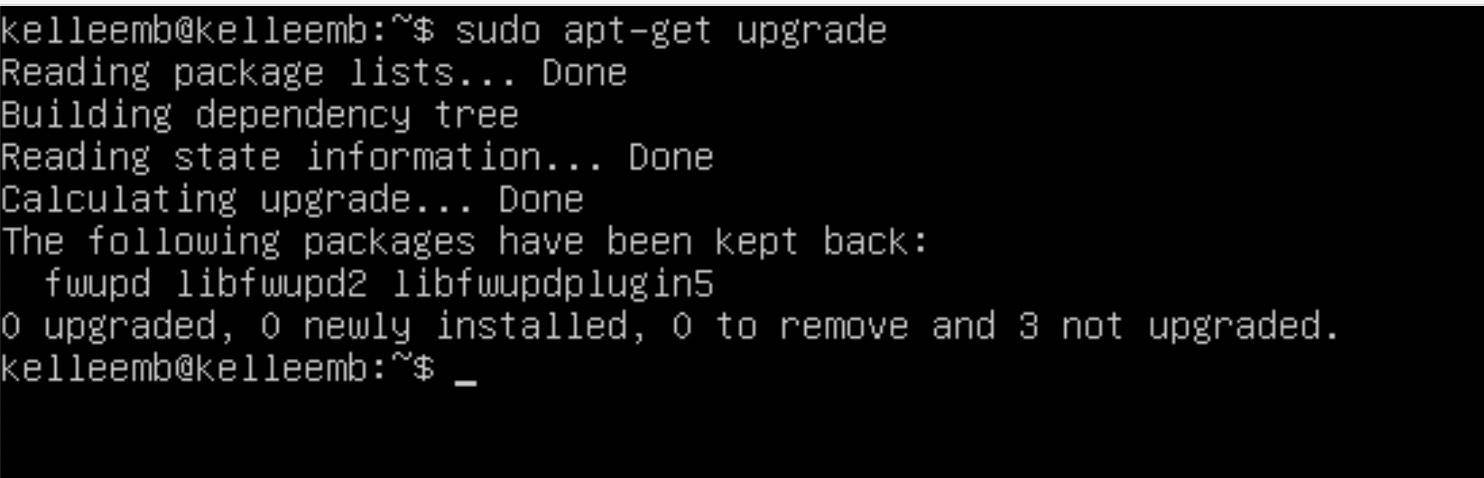 kelleemb@kelleemb:~$ sudo apt-get upgrade
Reading package lists... Done
Building dependency tree
Reading state information... Done
Calculating upgrade... Done
The following packages have been kept back:
  fwupd libfwupd2 libfwupdplugin5
0 upgraded, 0 newly installed, 0 to remove and 3 not upgraded.
kelleemb@kelleemb:~$ _